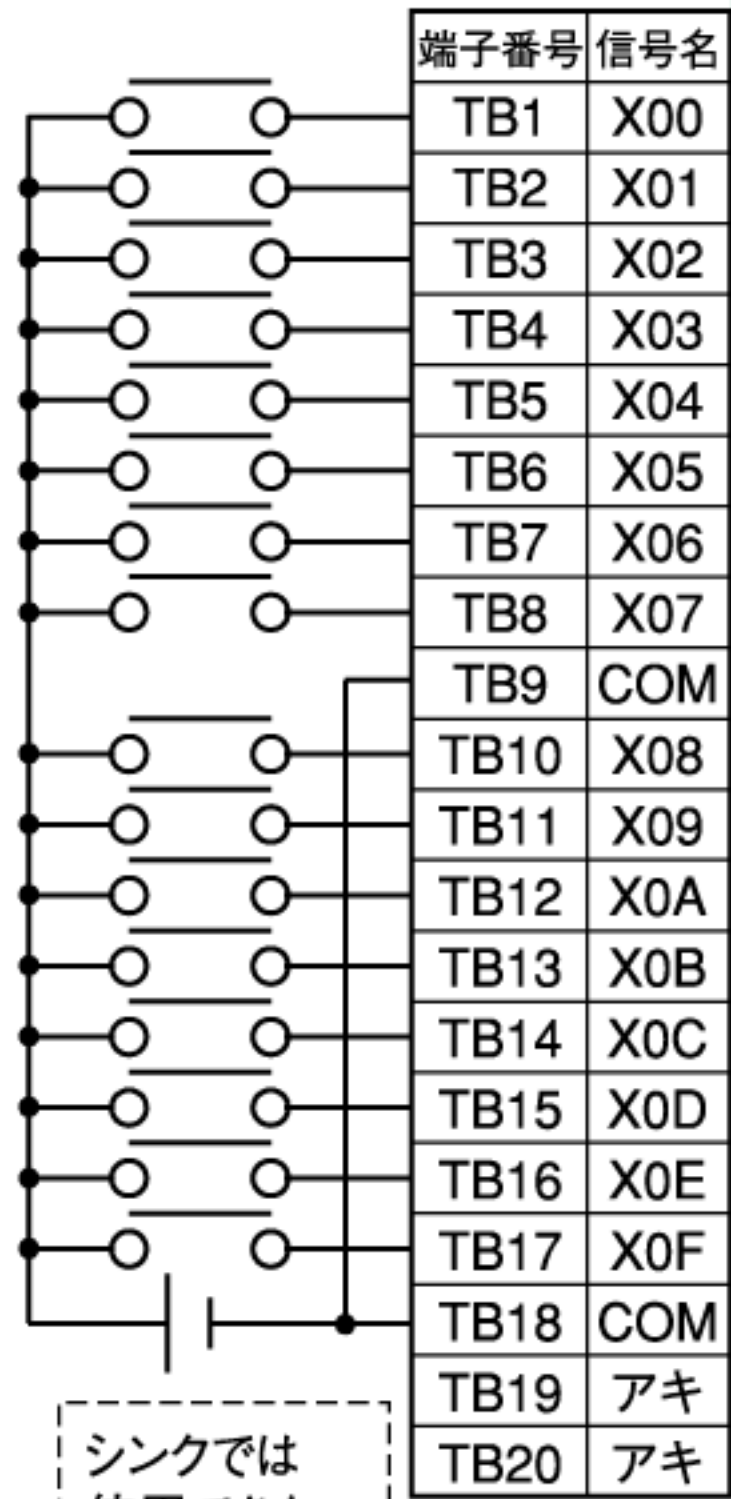 端子番号 信号名
TB1 X00
TB2 X01
TB3 X02
TB4 X03
TB5 X04
TB6 X05
TB7 X06
TB8 X07
TB9 COM
TB10 X08
TB11 X09
TB12 X0A
TB13 X0B
TB14 X0C
TB15 X0D
TB16 X0E
TB17 X0F
TB18 COM
TB19 アキ
TB20 アキ
シンクでは